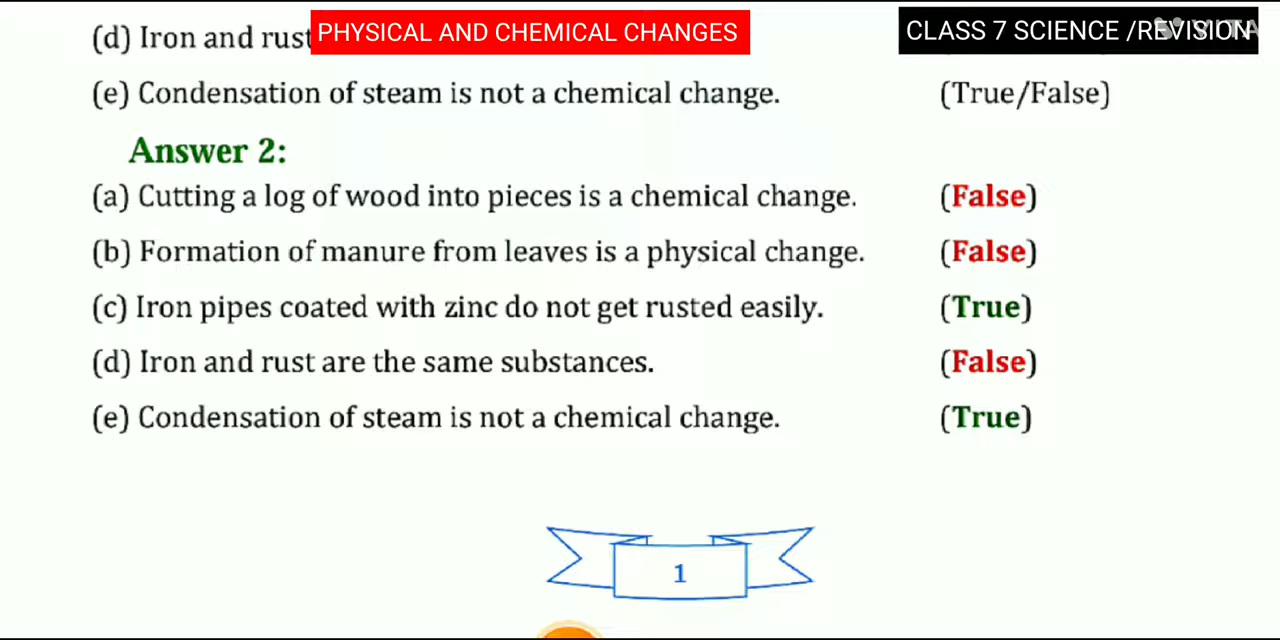 (d) Iron and rust PHYSICAL AND CHEMICAL CHANGES CLASS 7 SCIENCE /REVISION
(e) Condensation of steam is not a chemical change. (True/False)
Answer 2:
(a) Cutting a log of wood into pieces is a chemical change. (False)
(b) Formation of manure from leaves is a physical change. (False)
(c) Iron pipes coated with zinc do not get rusted easily. (True)
(d) Iron and rust are the same substances. (False)
(e) Condensation of steam is not a chemical change. (True)
1